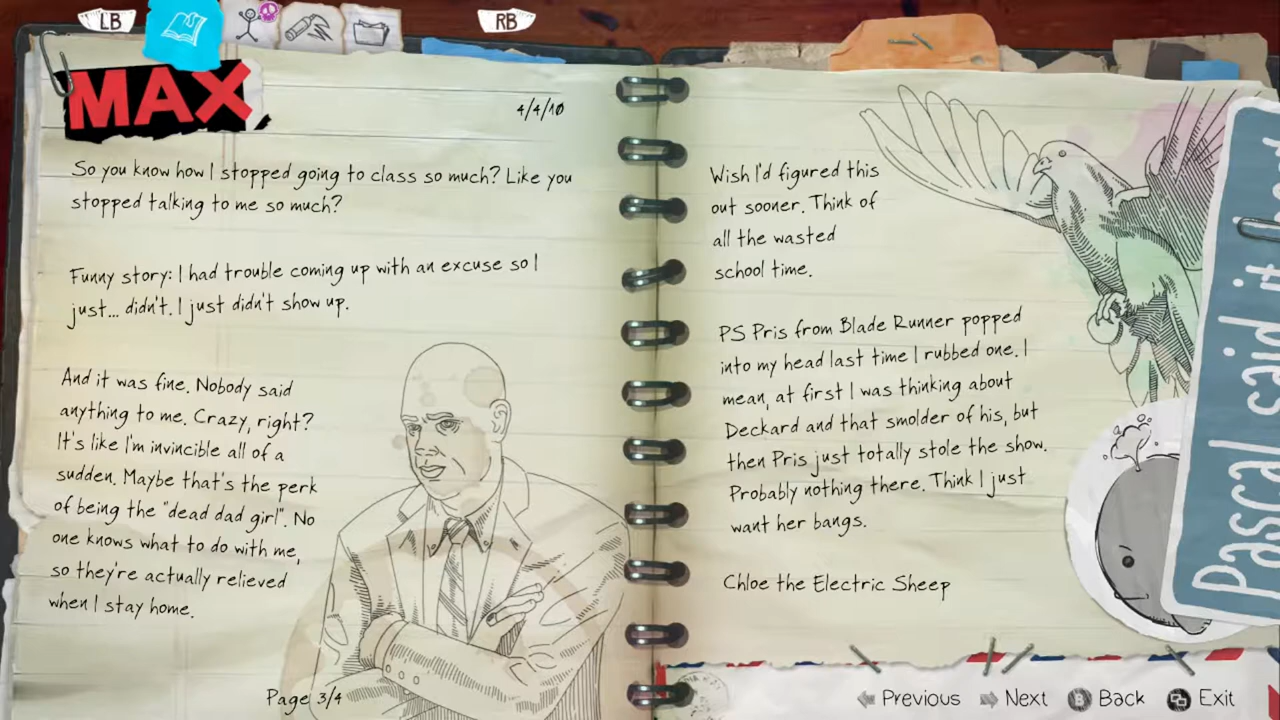 LB
RB
MAX
4/4/10
So you know how I stopped going to class so much? Like you
stopped talking to me so much?
Funny story: I had trouble coming up with an excuse so I
just... didn't. I just didn't show up.
And it was fine. Nobody said
anything to me. Crazy, right?
It's like I'm invincible all of a
sudden. Maybe that's the perk
of being the "dead dad girl". No
one knows what to do with me,
so they're actually relieved
when I stay home.
Page 3/4
Wish I'd figured this
out sooner. Think of
all the wasted
school time.
PS Pris from Blade Runner popped
into my head last time I rubbed one. I
mean, at first I was thinking about
Deckard and that smolder of his, but
then Pris just totally stole the show.
Probably nothing there. Think I just
want her bangs.
Chloe the Electric Sheep
Pascal said it
Previous
Next
B Back
Exit